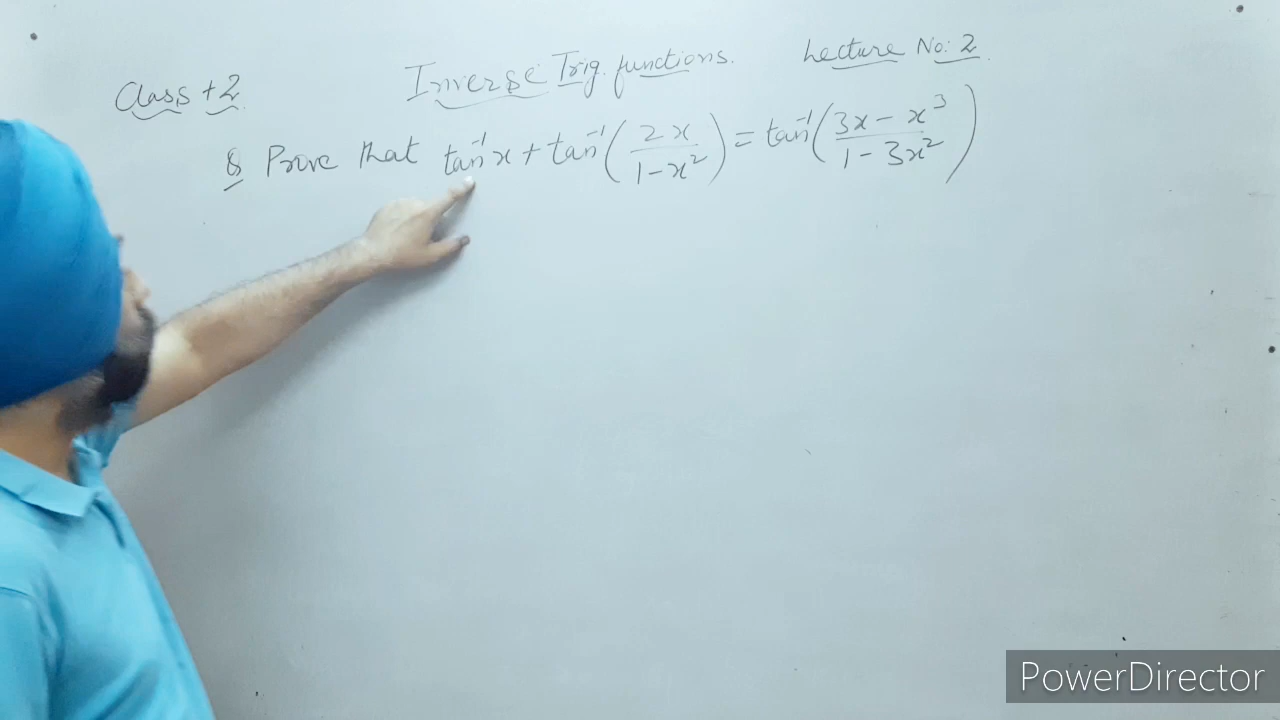 Class +2 Inverse Trig. functions. Lecture No: 2
Q Prove that tan⁻¹x + tan⁻¹(2x/1-x²) = tan⁻¹(3x - x³/1 - 3x²)
PowerDirector